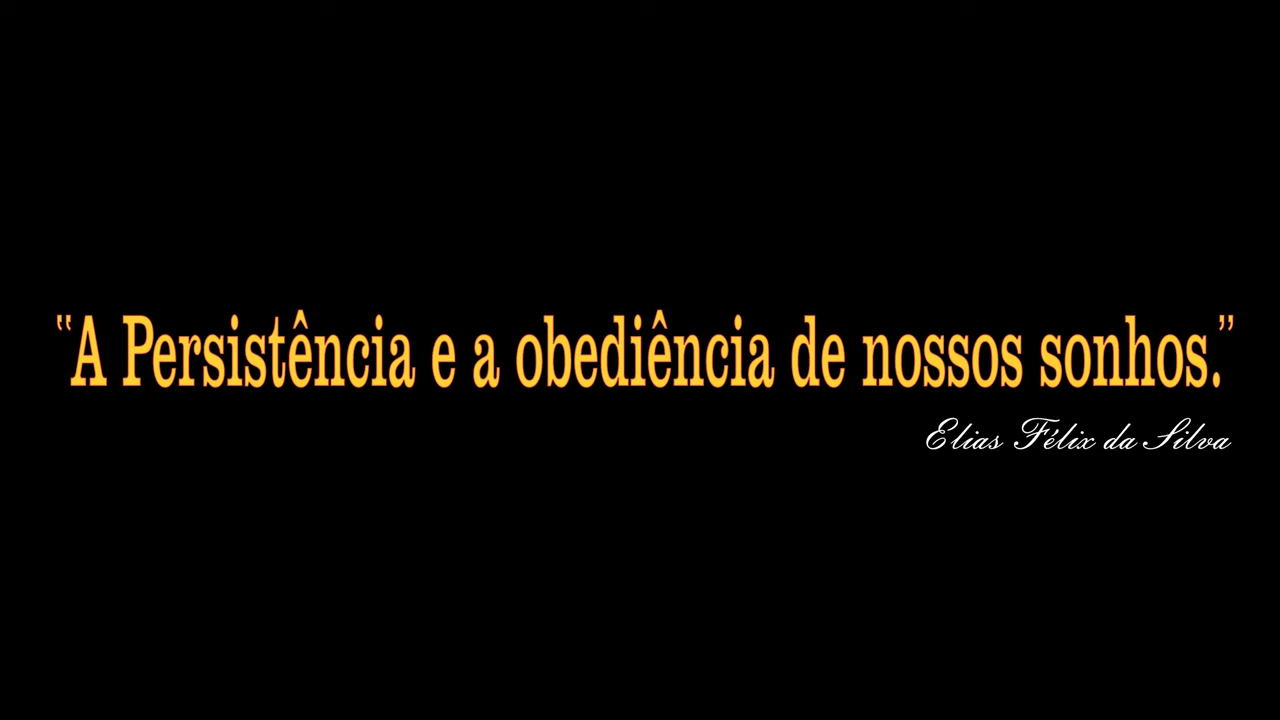 “A Persistência e a obediência de nossos sonhos.”
Elias Félix da Silva